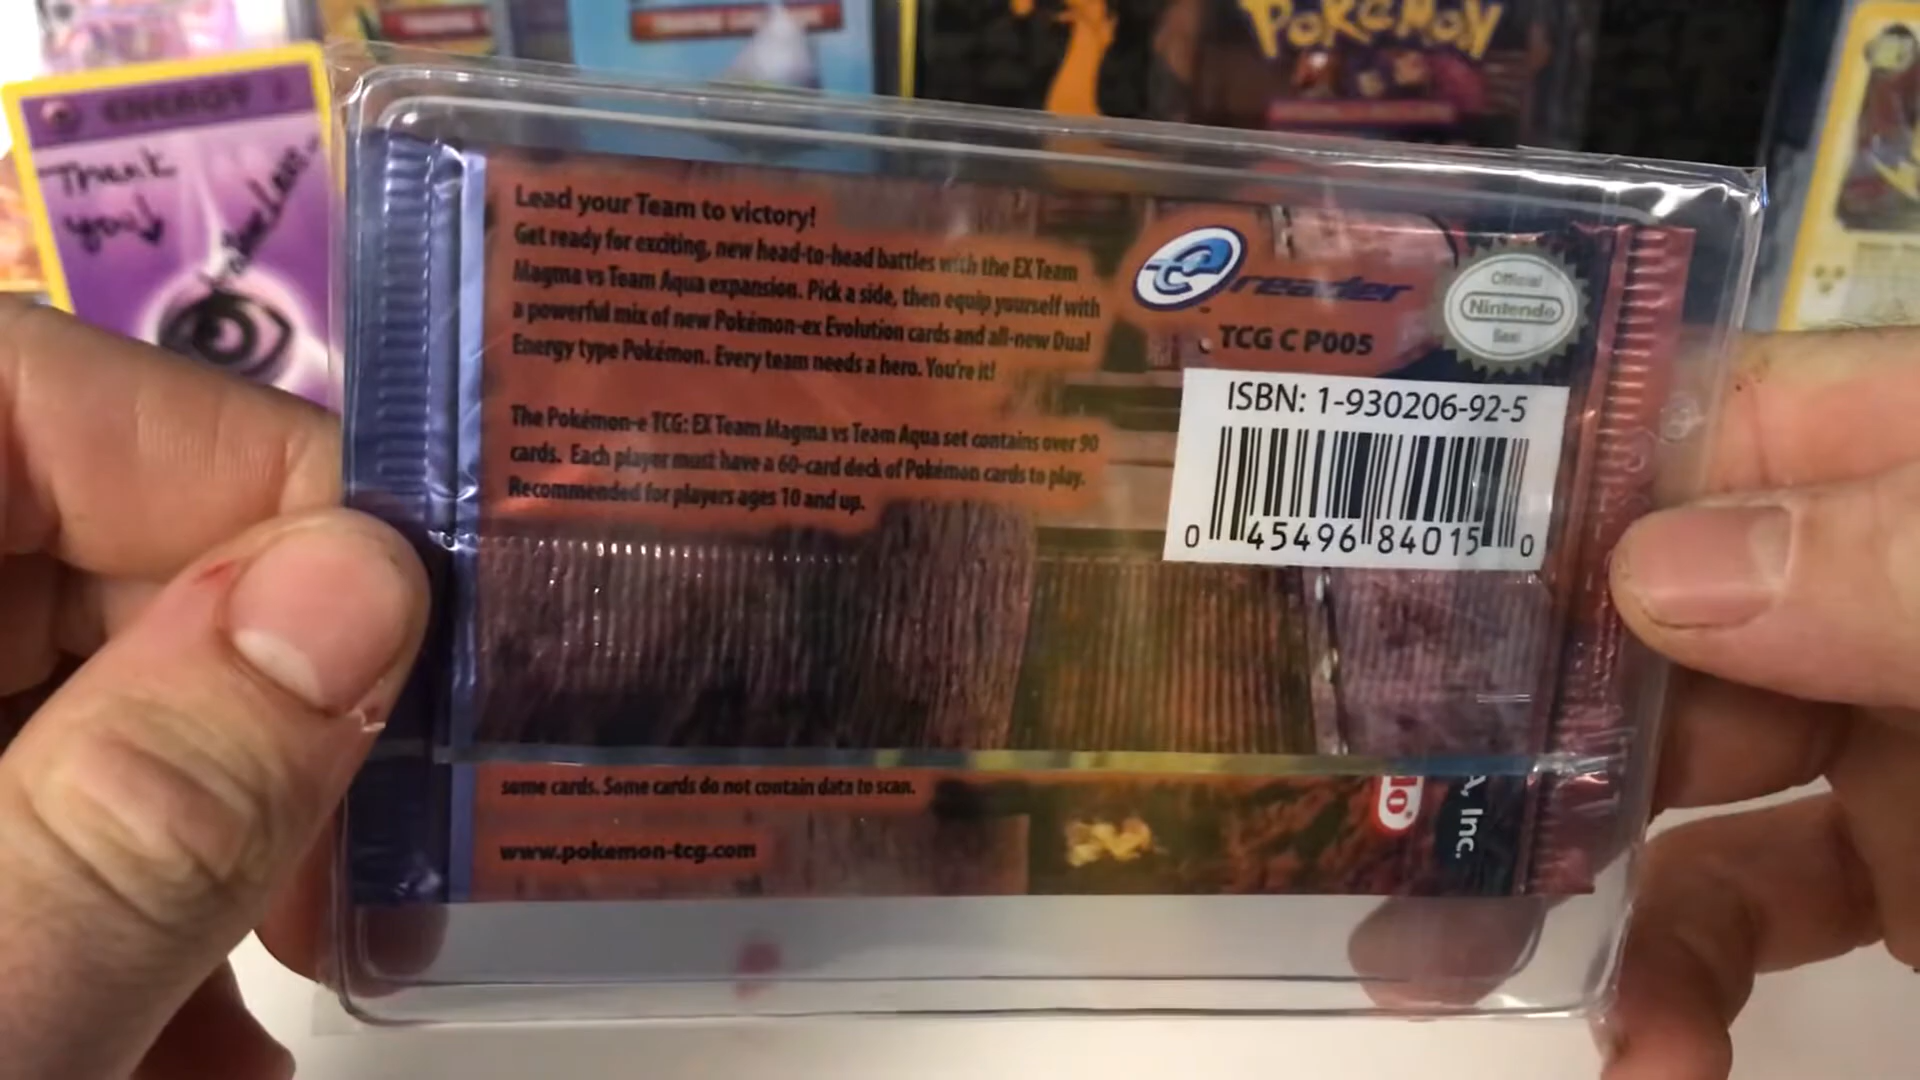 POKéMON
ENERGY
Thank
you!
Lead your Team to victory!
Get ready for exciting, new head-to-head battles with the EX Team
Magma vs Team Aqua expansion. Pick a side, then equip yourself with
a powerful mix of new Pokémon-ex Evolution cards and all-new Dual
Energy type Pokémon. Every team needs a hero. You're it!
The Pokémon-e TCG: EX Team Magma vs Team Aqua set contains over 90
cards. Each player must have a 60-card deck of Pokémon cards to play.
Recommended for players ages 10 and up.
e reader
TCG C P005
Official
Nintendo
Seal
ISBN: 1-930206-92-5
0 45496 84015 0
some cards. Some cards do not contain data to scan.
www.pokemon-tcg.com
A, Inc.